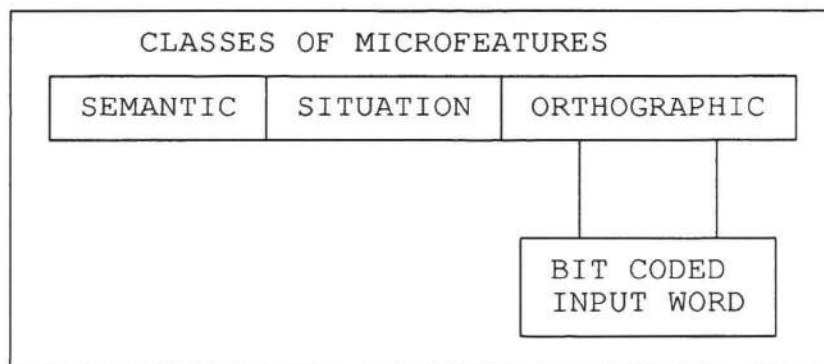 CLASSES OF MICROFEATURES
SEMANTIC SITUATION ORTHOGRAPHIC
BIT CODED
INPUT WORD